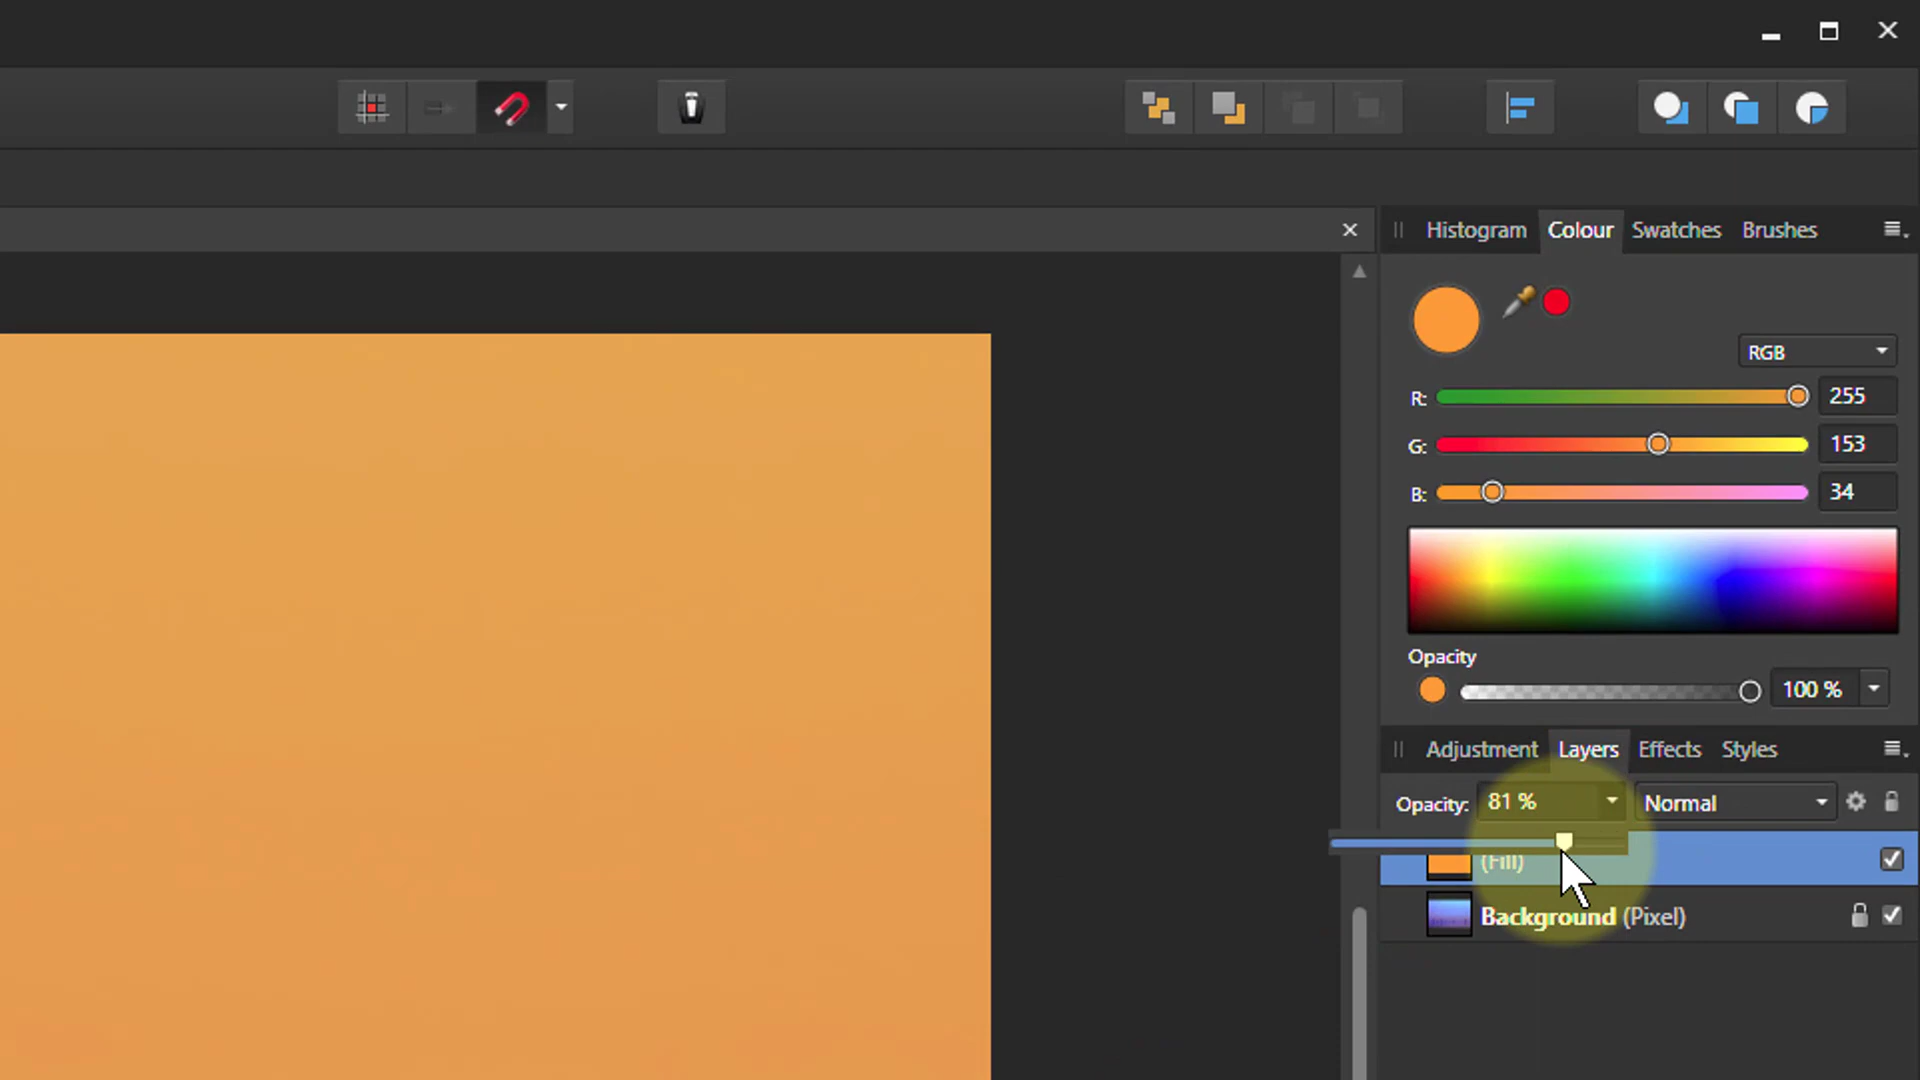 Histogram Colour Swatches Brushes
RGB
R: 255
G: 153
B: 34
Opacity
100 %
Adjustment Layers Effects Styles
Opacity: 81 % Normal
(Fill)
Background (Pixel)